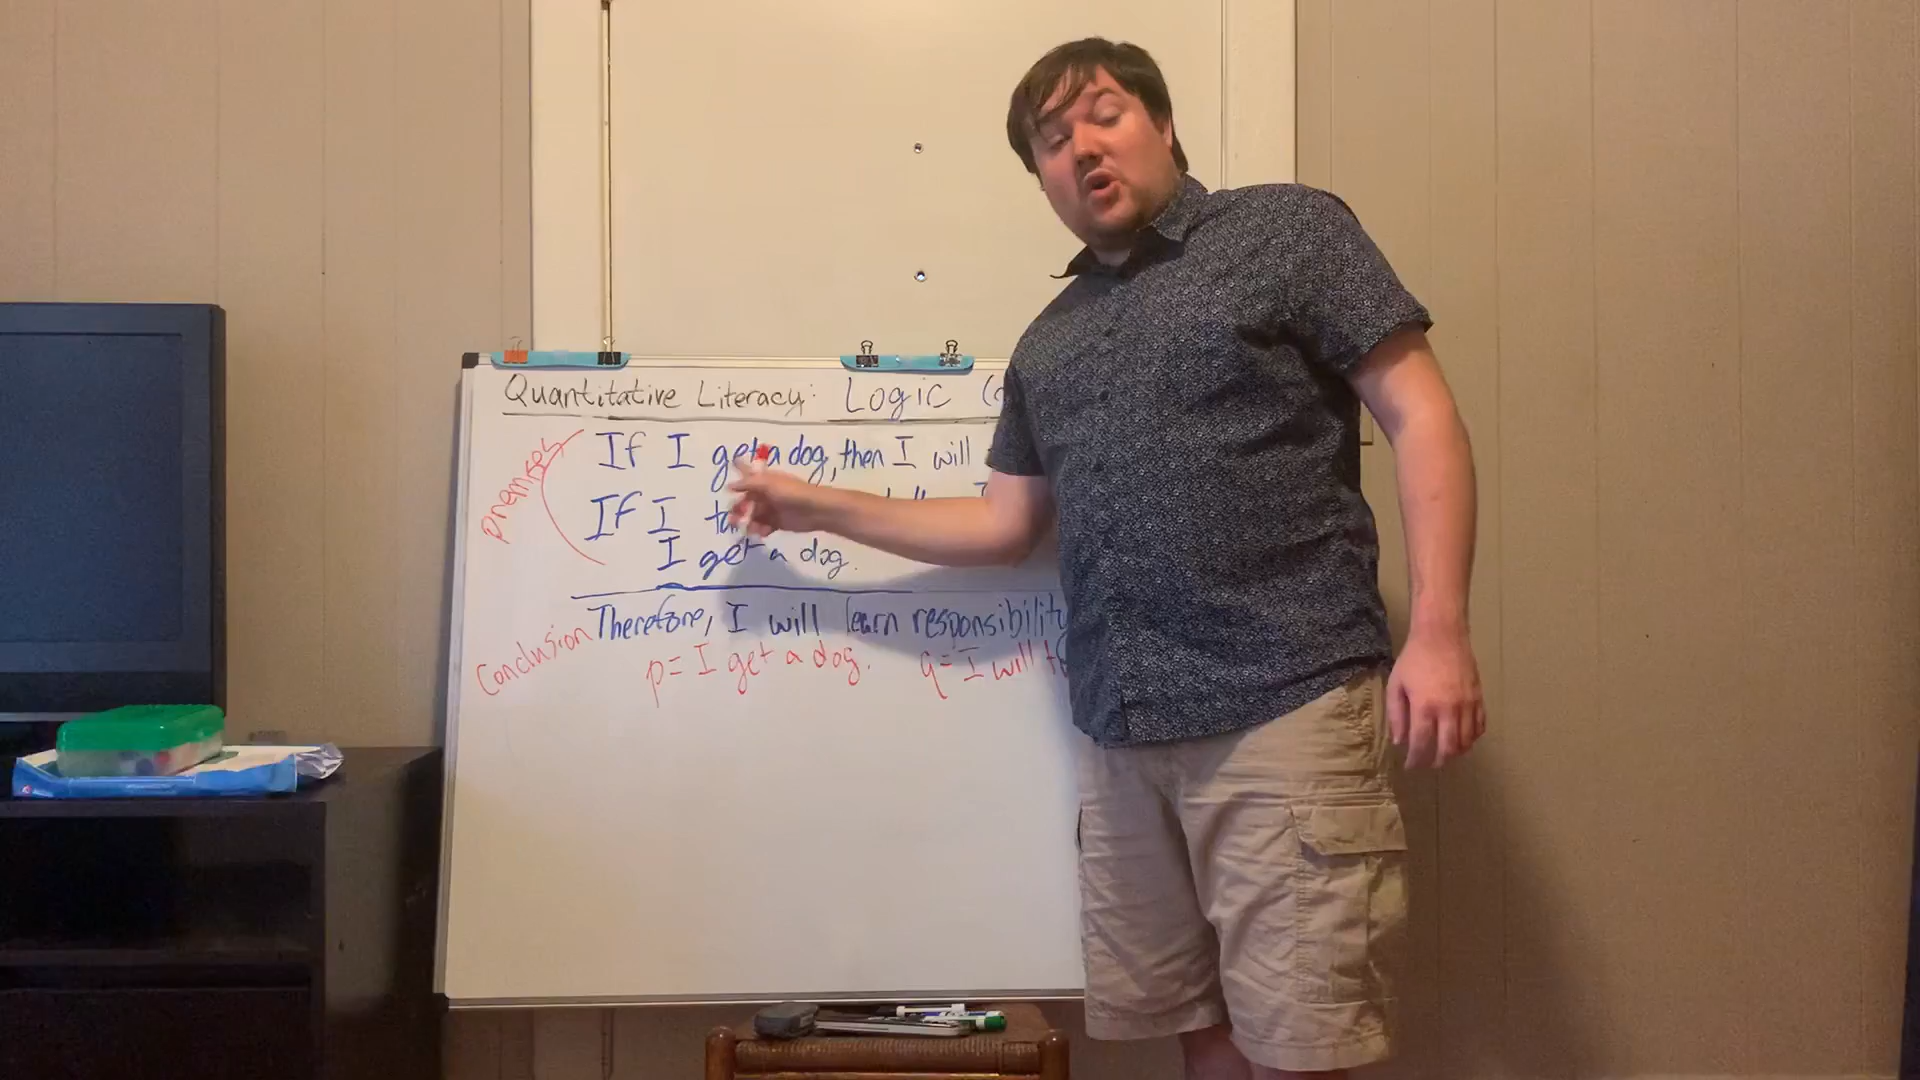 Quantitative Literacy: Logic
premises
If I get a dog, then I will
If I
I get a dog.
Conclusion
Therefore, I will learn responsibility
p = I get a dog. q = I will